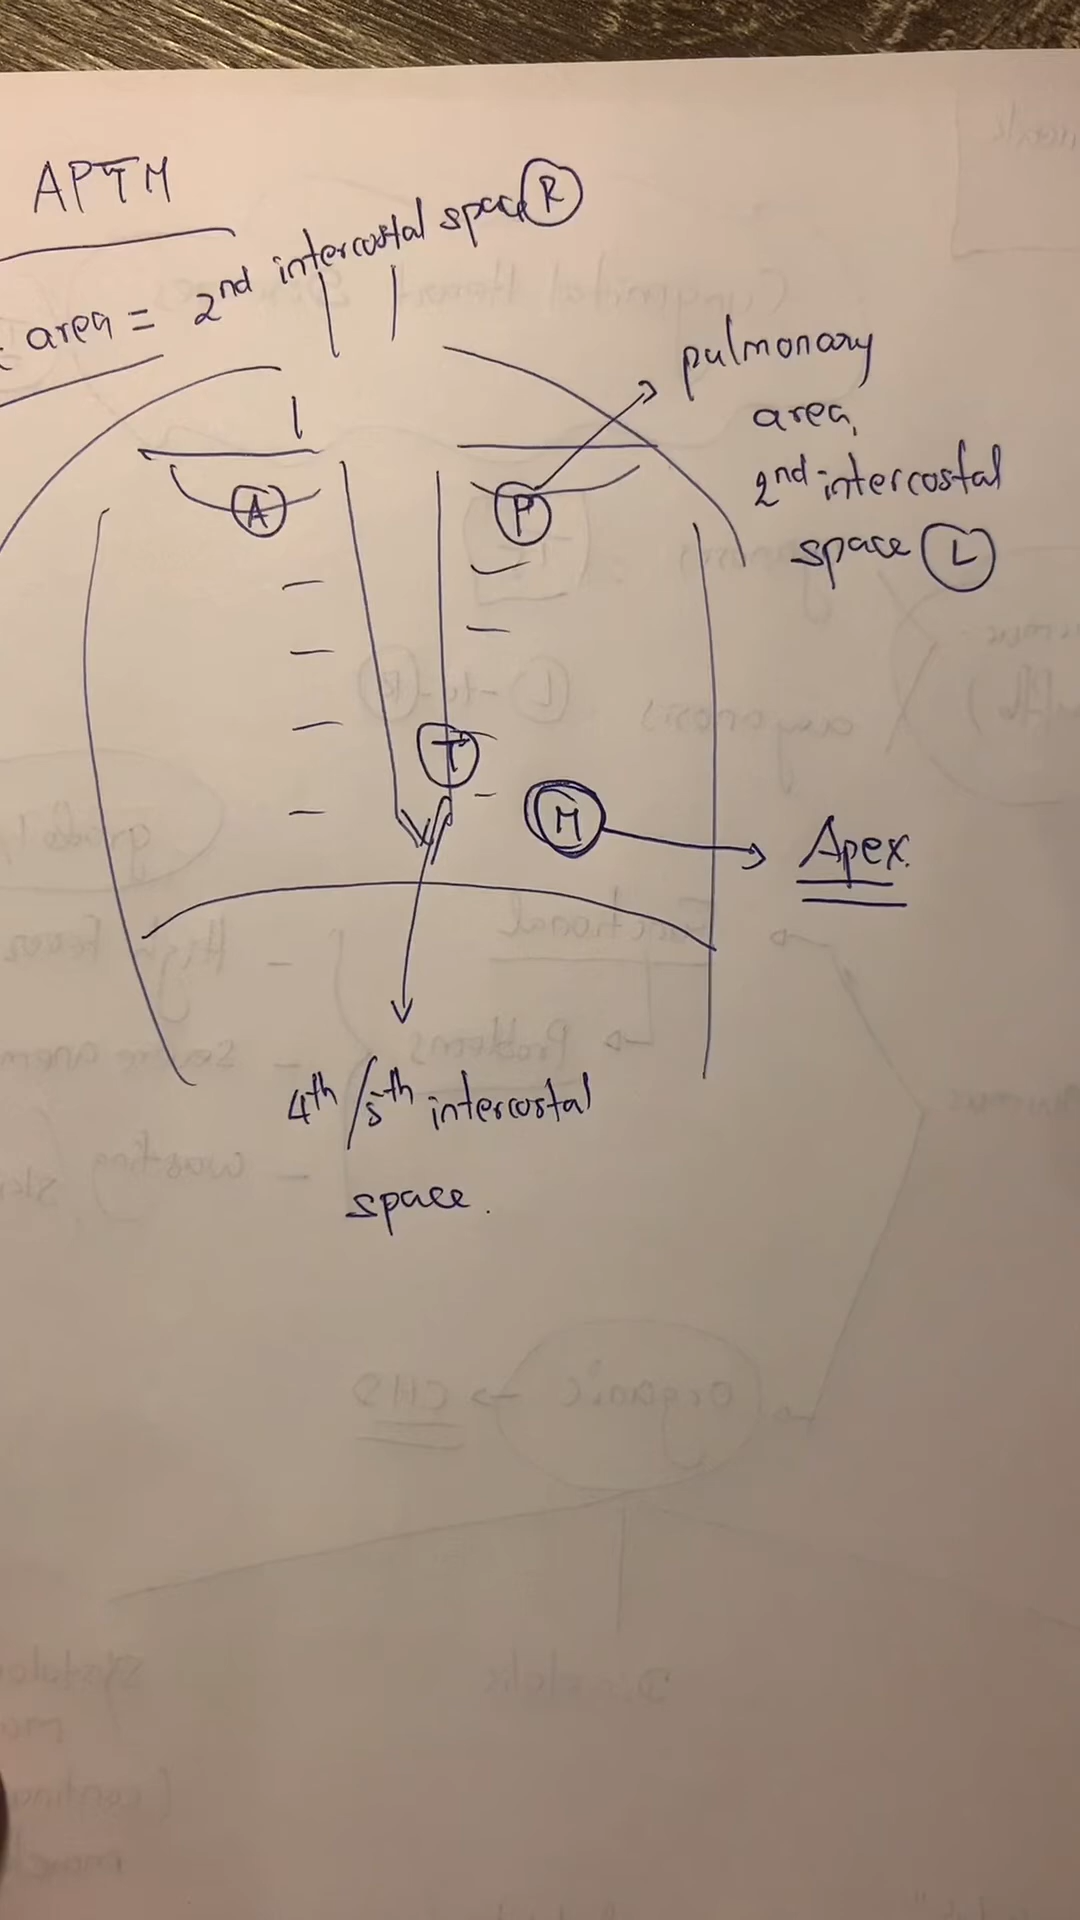 APTM
area = 2nd intercostal space R
pulmonary
area,
2nd intercostal
space L
A
P
T
M
Apex.
4th/5th intercostal
space.